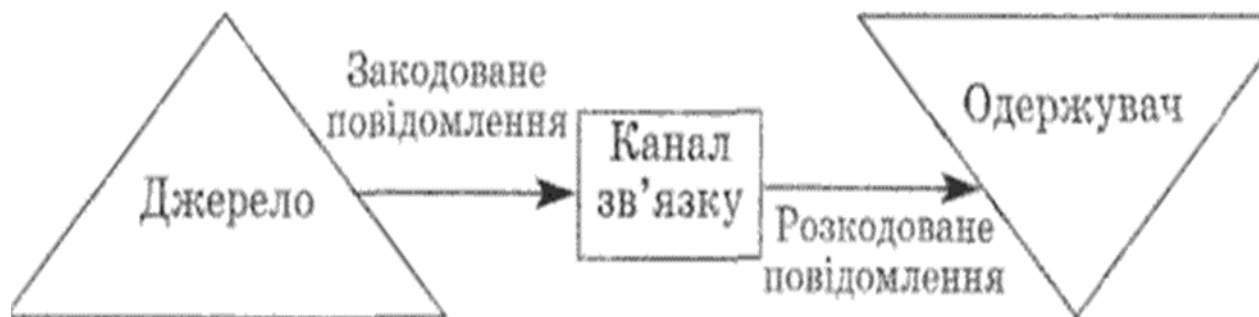 Джерело
Закодоване
повідомлення
Канал
зв'язку
Розкодоване
повідомлення
Одержувач